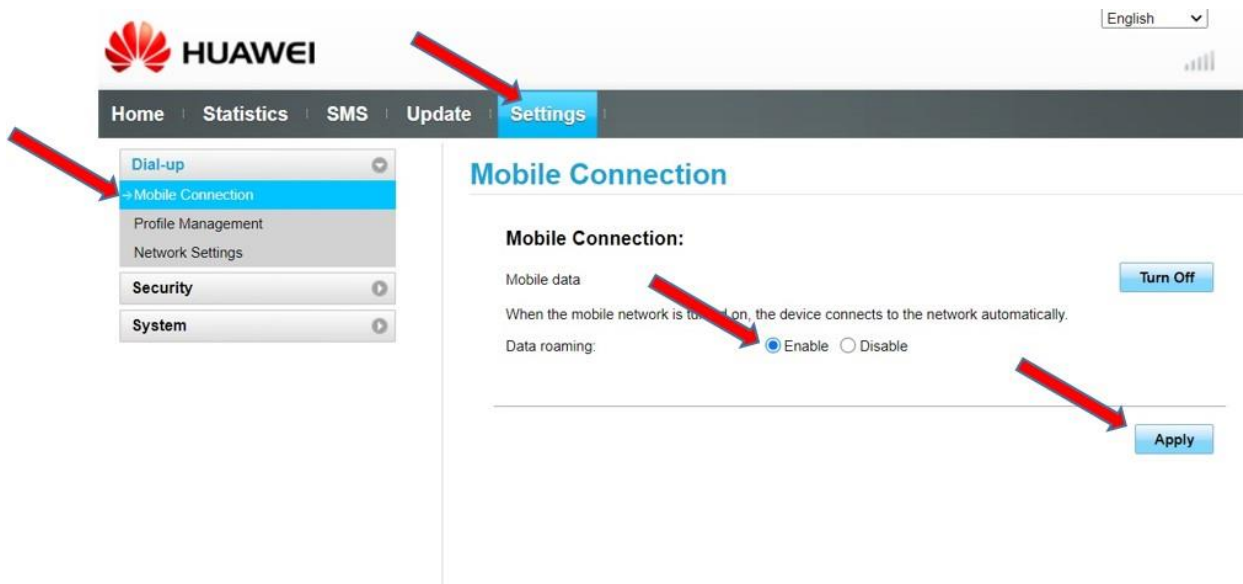 English
HUAWEI
Home Statistics SMS Update Settings
Dial-up
Mobile Connection
Profile Management
Network Settings
Security
System
Mobile Connection
Mobile Connection:
Mobile data Turn Off
When the mobile network is on, the device connects to the network automatically.
Data roaming: Enable Disable
Apply